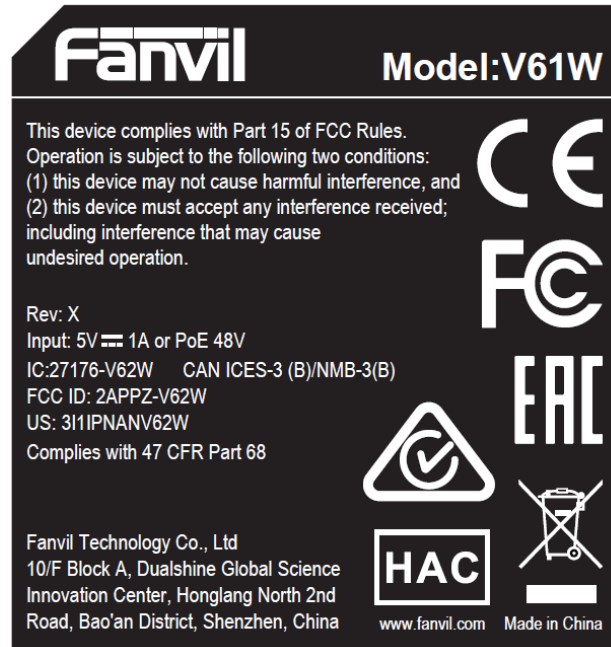 Fanvil
Model:V61W
This device complies with Part 15 of FCC Rules.
Operation is subject to the following two conditions:
(1) this device may not cause harmful interference, and
(2) this device must accept any interference received;
including interference that may cause
undesired operation.
CE
FC
Rev: X
Input: 5V ⎓ 1A or PoE 48V
IC:27176-V62W CAN ICES-3 (B)/NMB-3(B)
FCC ID: 2APPZ-V62W
US: 3I1IPNANV62W
Complies with 47 CFR Part 68
EAC
Fanvil Technology Co., Ltd
10/F Block A, Dualshine Global Science
Innovation Center, Honglang North 2nd
Road, Bao'an District, Shenzhen, China
HAC
www.fanvil.com Made in China